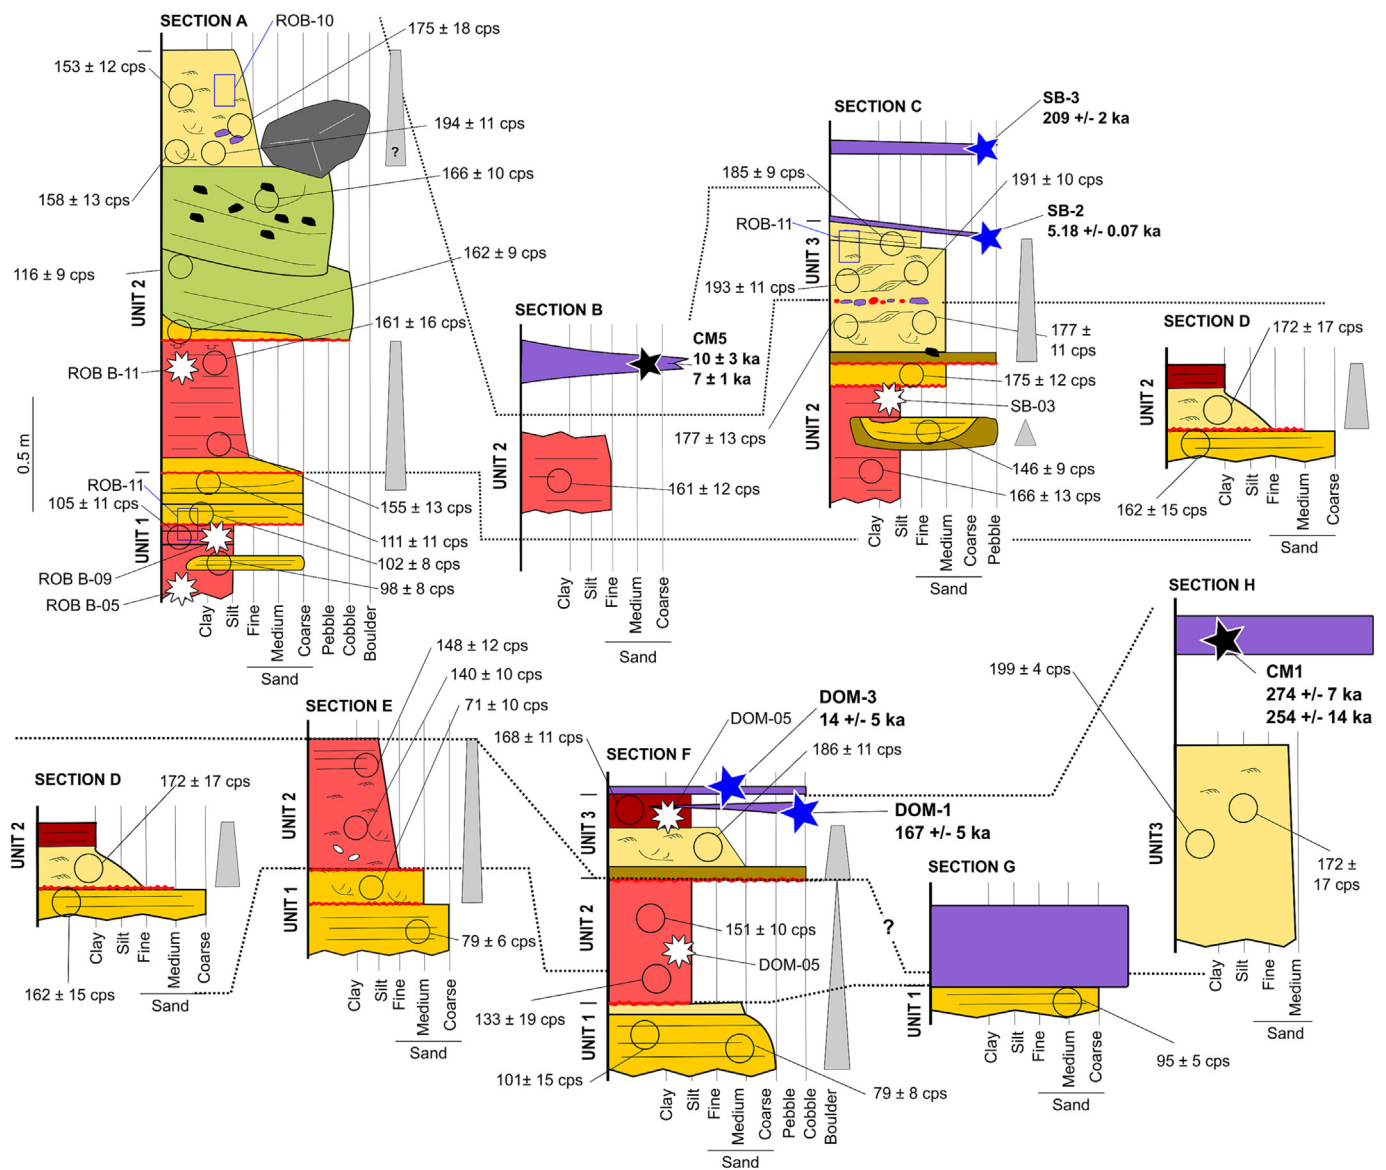 SECTION A
ROB-10
175 ± 18 cps
153 ± 12 cps
194 ± 11 cps
?
166 ± 10 cps
158 ± 13 cps
162 ± 9 cps
116 ± 9 cps
UNIT 2
161 ± 16 cps
ROB B-11
0.5 m
ROB-11
105 ± 11 cps
155 ± 13 cps
UNIT 1
111 ± 11 cps
102 ± 8 cps
ROB B-09
98 ± 8 cps
ROB B-05
Clay
Silt
Fine
Medium
Coarse
Pebble
Cobble
Boulder
Sand
SECTION B
CM5
10 ± 3 ka
7 ± 1 ka
UNIT 2
161 ± 12 cps
Clay
Silt
Fine
Medium
Coarse
Sand
SECTION C
SB-3
209 +/- 2 ka
185 ± 9 cps
191 ± 10 cps
SB-2
5.18 +/- 0.07 ka
ROB-11
UNIT 3
193 ± 11 cps
177 ±
11 cps
175 ± 12 cps
SB-03
177 ± 13 cps
UNIT 2
146 ± 9 cps
166 ± 13 cps
Clay
Silt
Fine
Medium
Coarse
Pebble
Sand
SECTION D
172 ± 17 cps
UNIT 2
162 ± 15 cps
Clay
Silt
Fine
Medium
Coarse
Sand
SECTION D
172 ± 17 cps
UNIT 2
162 ± 15 cps
Clay
Silt
Fine
Medium
Coarse
Sand
SECTION E
148 ± 12 cps
140 ± 10 cps
71 ± 10 cps
UNIT 2
UNIT 1
79 ± 6 cps
Clay
Silt
Fine
Medium
Coarse
Sand
SECTION F
168 ± 11 cps
DOM-05
DOM-3
14 +/- 5 ka
186 ± 11 cps
DOM-1
167 +/- 5 ka
UNIT 3
UNIT 2
151 ± 10 cps
DOM-05
133 ± 19 cps
UNIT 1
101± 15 cps
79 ± 8 cps
Clay
Silt
Fine
Medium
Coarse
Pebble
Cobble
Boulder
Sand
SECTION G
?
UNIT 1
95 ± 5 cps
Clay
Silt
Fine
Medium
Coarse
Sand
SECTION H
199 ± 4 cps
CM1
274 +/- 7 ka
254 +/- 14 ka
UNIT3
172 ±
17 cps
Clay
Silt
Fine
Medium
Sand